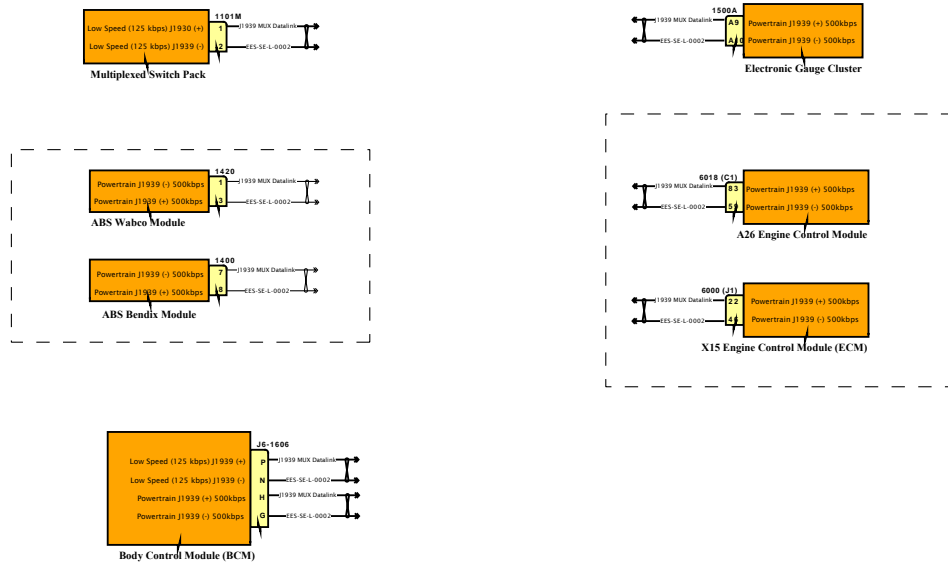 1101M
Low Speed (125 kbps) J1930 (+) 1 J1939 MUX Datalink
Low Speed (125 kbps) J1939 (-) 2 EES-SE-L-0002
Multiplexed Switch Pack
1500A
J1939 MUX Datalink A9 Powertrain J1939 (+) 500kbps
EES-SE-L-0002 A10 Powertrain J1939 (-) 500kbps
Electronic Gauge Cluster
1420
Powertrain J1939 (-) 500kbps 1 J1939 MUX Datalink
Powertrain J1939 (+) 500kbps 3 EES-SE-L-0002
ABS Wabco Module
1400
Powertrain J1939 (-) 500kbps 7 J1939 MUX Datalink
Powertrain J1939 (+) 500kbps 8 EES-SE-L-0002
ABS Bendix Module
6018 (C1)
J1939 MUX Datalink 83 Powertrain J1939 (+) 500kbps
EES-SE-L-0002 Powertrain J1939 (-) 500kbps
A26 Engine Control Module
6000 (J1)
J1939 MUX Datalink 22 Powertrain J1939 (+) 500kbps
EES-SE-L-0002 46 Powertrain J1939 (-) 500kbps
X15 Engine Control Module (ECM)
J6-1606
Low Speed (125 kbps) J1939 (+) P J1939 MUX Datalink
Low Speed (125 kbps) J1939 (-) N EES-SE-L-0002
Powertrain J1939 (+) 500kbps H J1939 MUX Datalink
Powertrain J1939 (-) 500kbps G EES-SE-L-0002
Body Control Module (BCM)